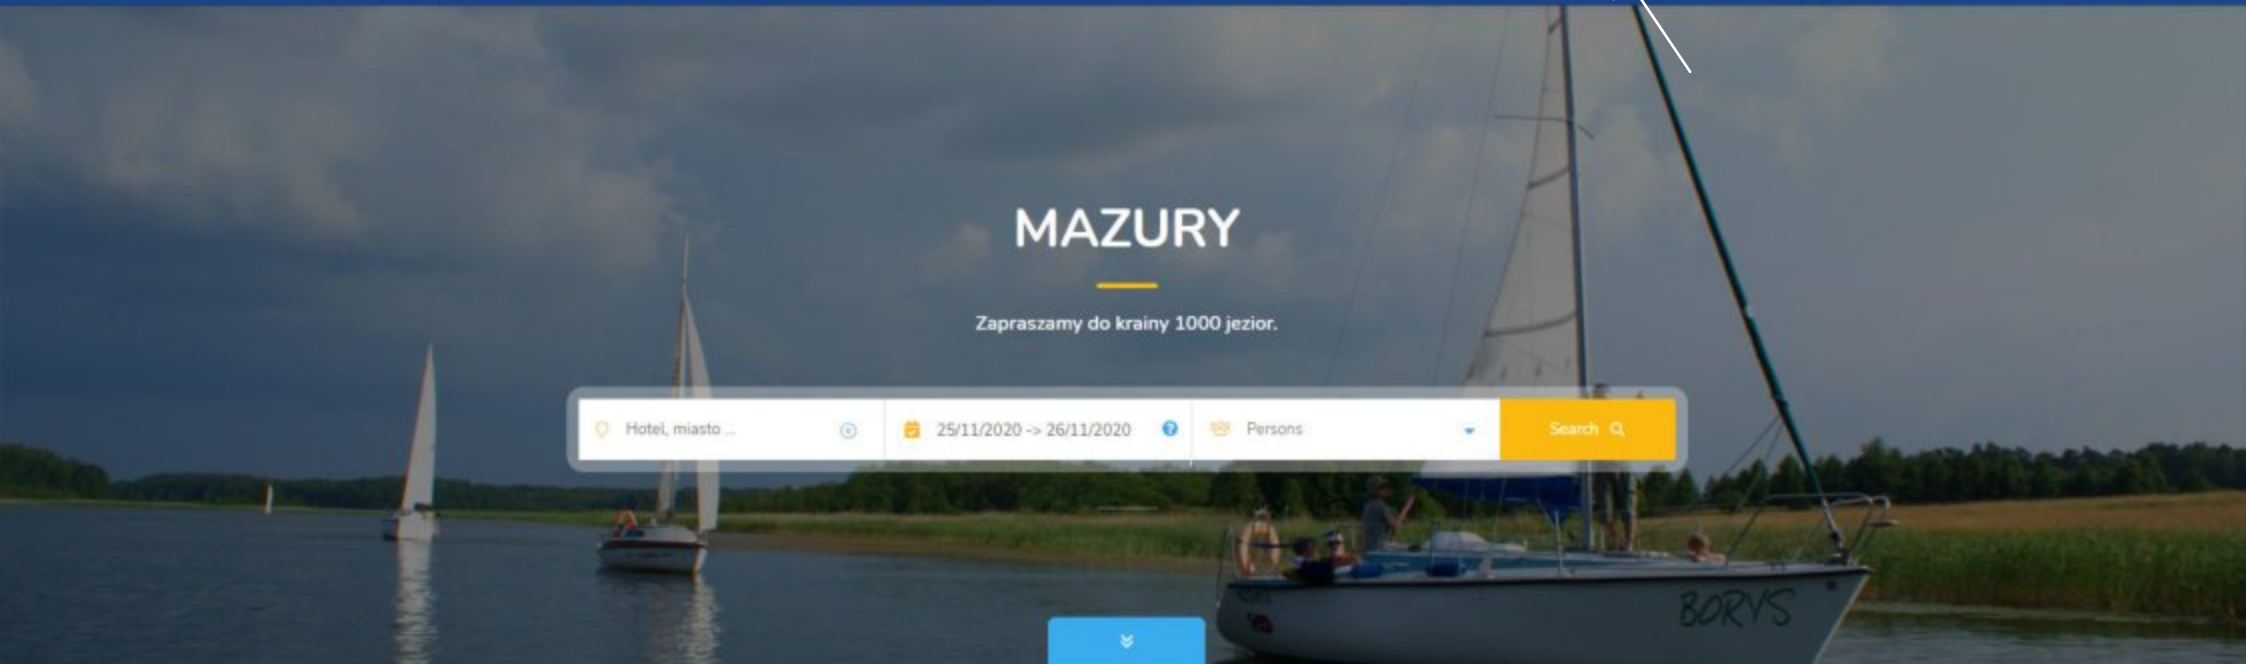 MAZURY
Zapraszamy do krainy 1000 jezior.
Hotel, miasto ...
25/11/2020 -> 26/11/2020
Persons
Search
BORYS